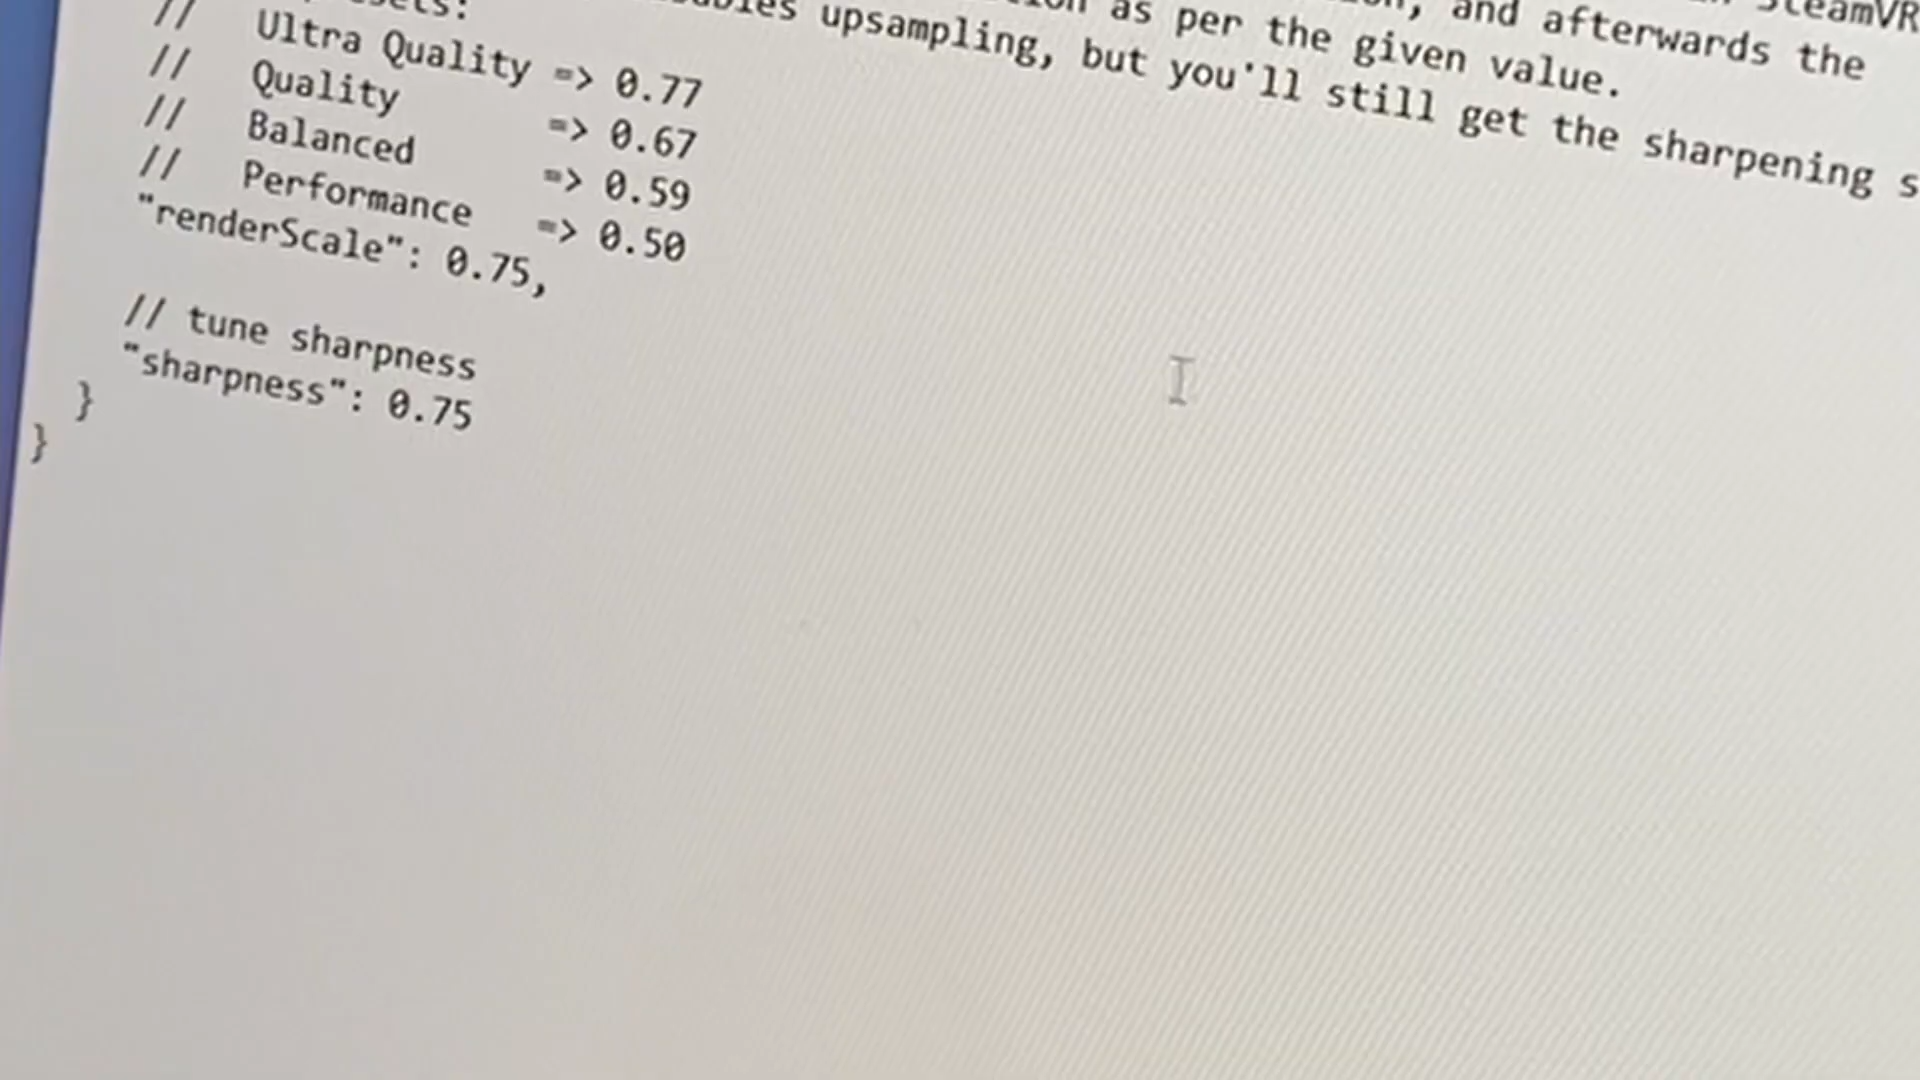 SteamVR
as per the given value.
and afterwards the
upsampling, but you'll still get the sharpening
// Ultra Quality => 0.77
// Quality => 0.67
// Balanced => 0.59
// Performance => 0.50
"renderScale": 0.75,
// tune sharpness
"sharpness": 0.75
}
}